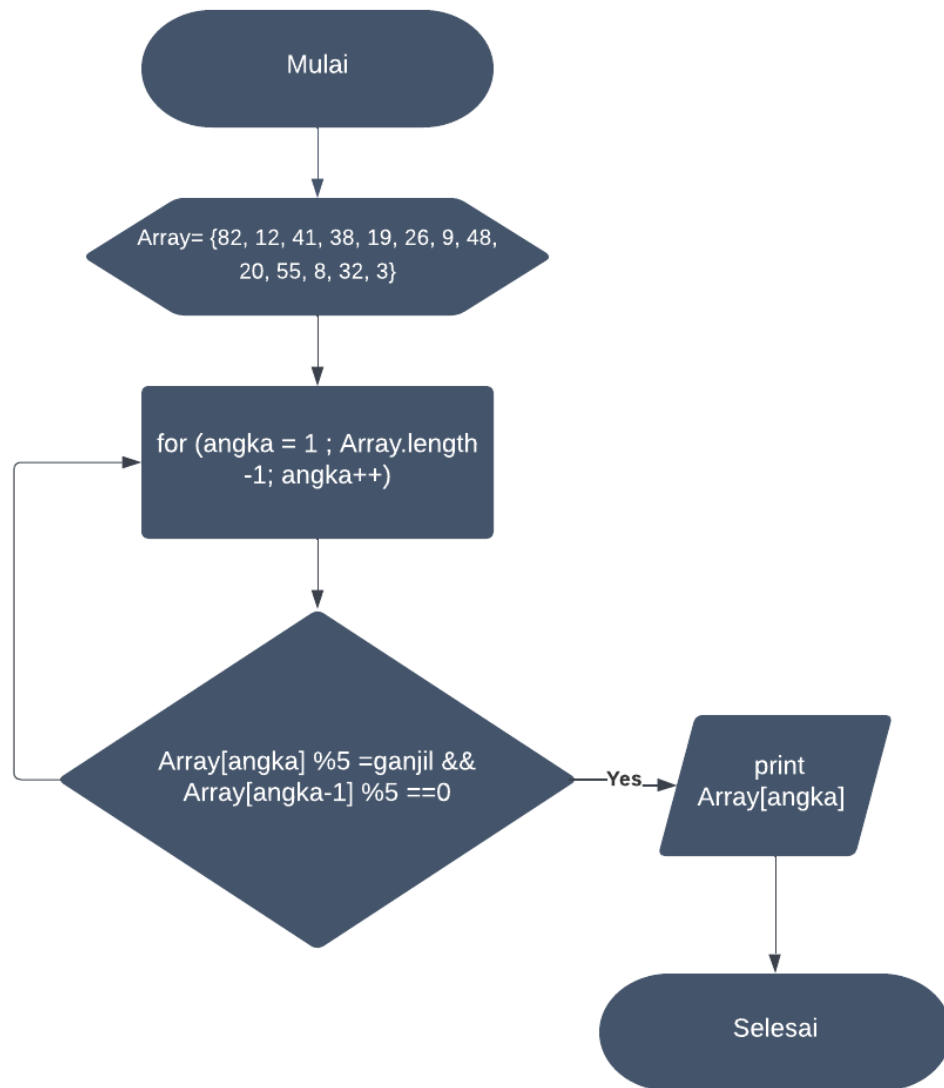 Mulai
Array= {82, 12, 41, 38, 19, 26, 9, 48,
20, 55, 8, 32, 3}
for (angka = 1 ; Array.length
-1; angka++)
Array[angka] %5 =ganjil &&
Array[angka-1] %5 ==0
Yes
print
Array[angka]
Selesai